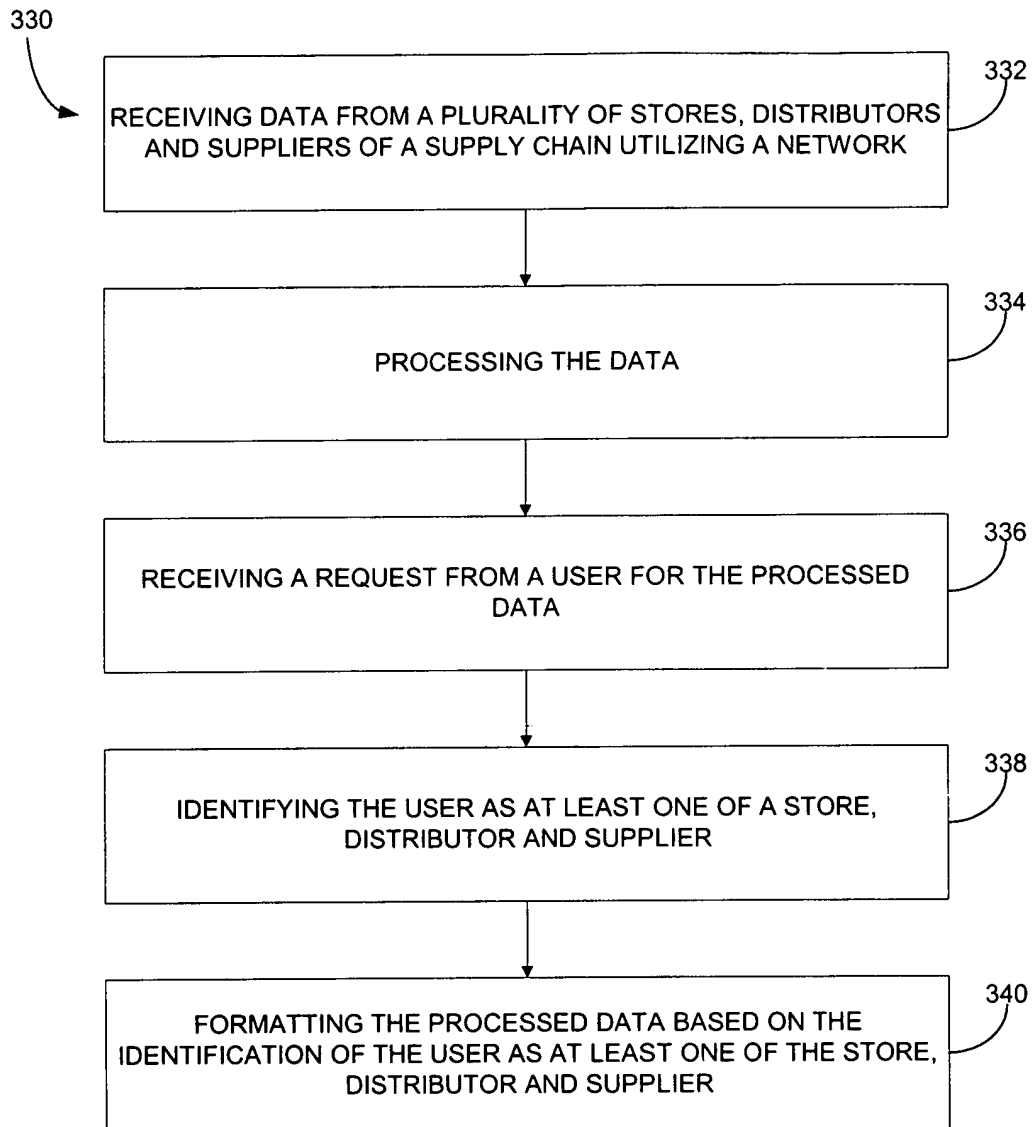 330
332
RECEIVING DATA FROM A PLURALITY OF STORES, DISTRIBUTORS
AND SUPPLIERS OF A SUPPLY CHAIN UTILIZING A NETWORK
334
PROCESSING THE DATA
336
RECEIVING A REQUEST FROM A USER FOR THE PROCESSED
DATA
338
IDENTIFYING THE USER AS AT LEAST ONE OF A STORE,
DISTRIBUTOR AND SUPPLIER
340
FORMATTING THE PROCESSED DATA BASED ON THE
IDENTIFICATION OF THE USER AS AT LEAST ONE OF THE STORE,
DISTRIBUTOR AND SUPPLIER